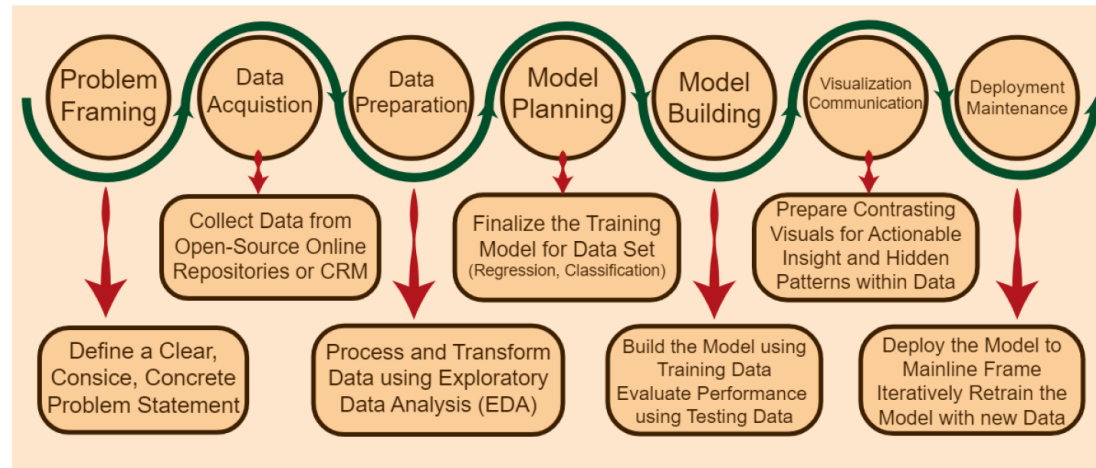 Problem
Framing
Data
Acquistion
Data
Preparation
Model
Planning
Model
Building
Visualization
Communication
Deployment
Maintenance
Collect Data from
Open-Source Online
Repositories or CRM
Finalize the Training
Model for Data Set
(Regression, Classification)
Prepare Contrasting
Visuals for Actionable
Insight and Hidden
Patterns within Data
Define a Clear,
Consice, Concrete
Problem Statement
Process and Transform
Data using Exploratory
Data Analysis (EDA)
Build the Model using
Training Data
Evaluate Performance
using Testing Data
Deploy the Model to
Mainline Frame
Iteratively Retrain the
Model with new Data